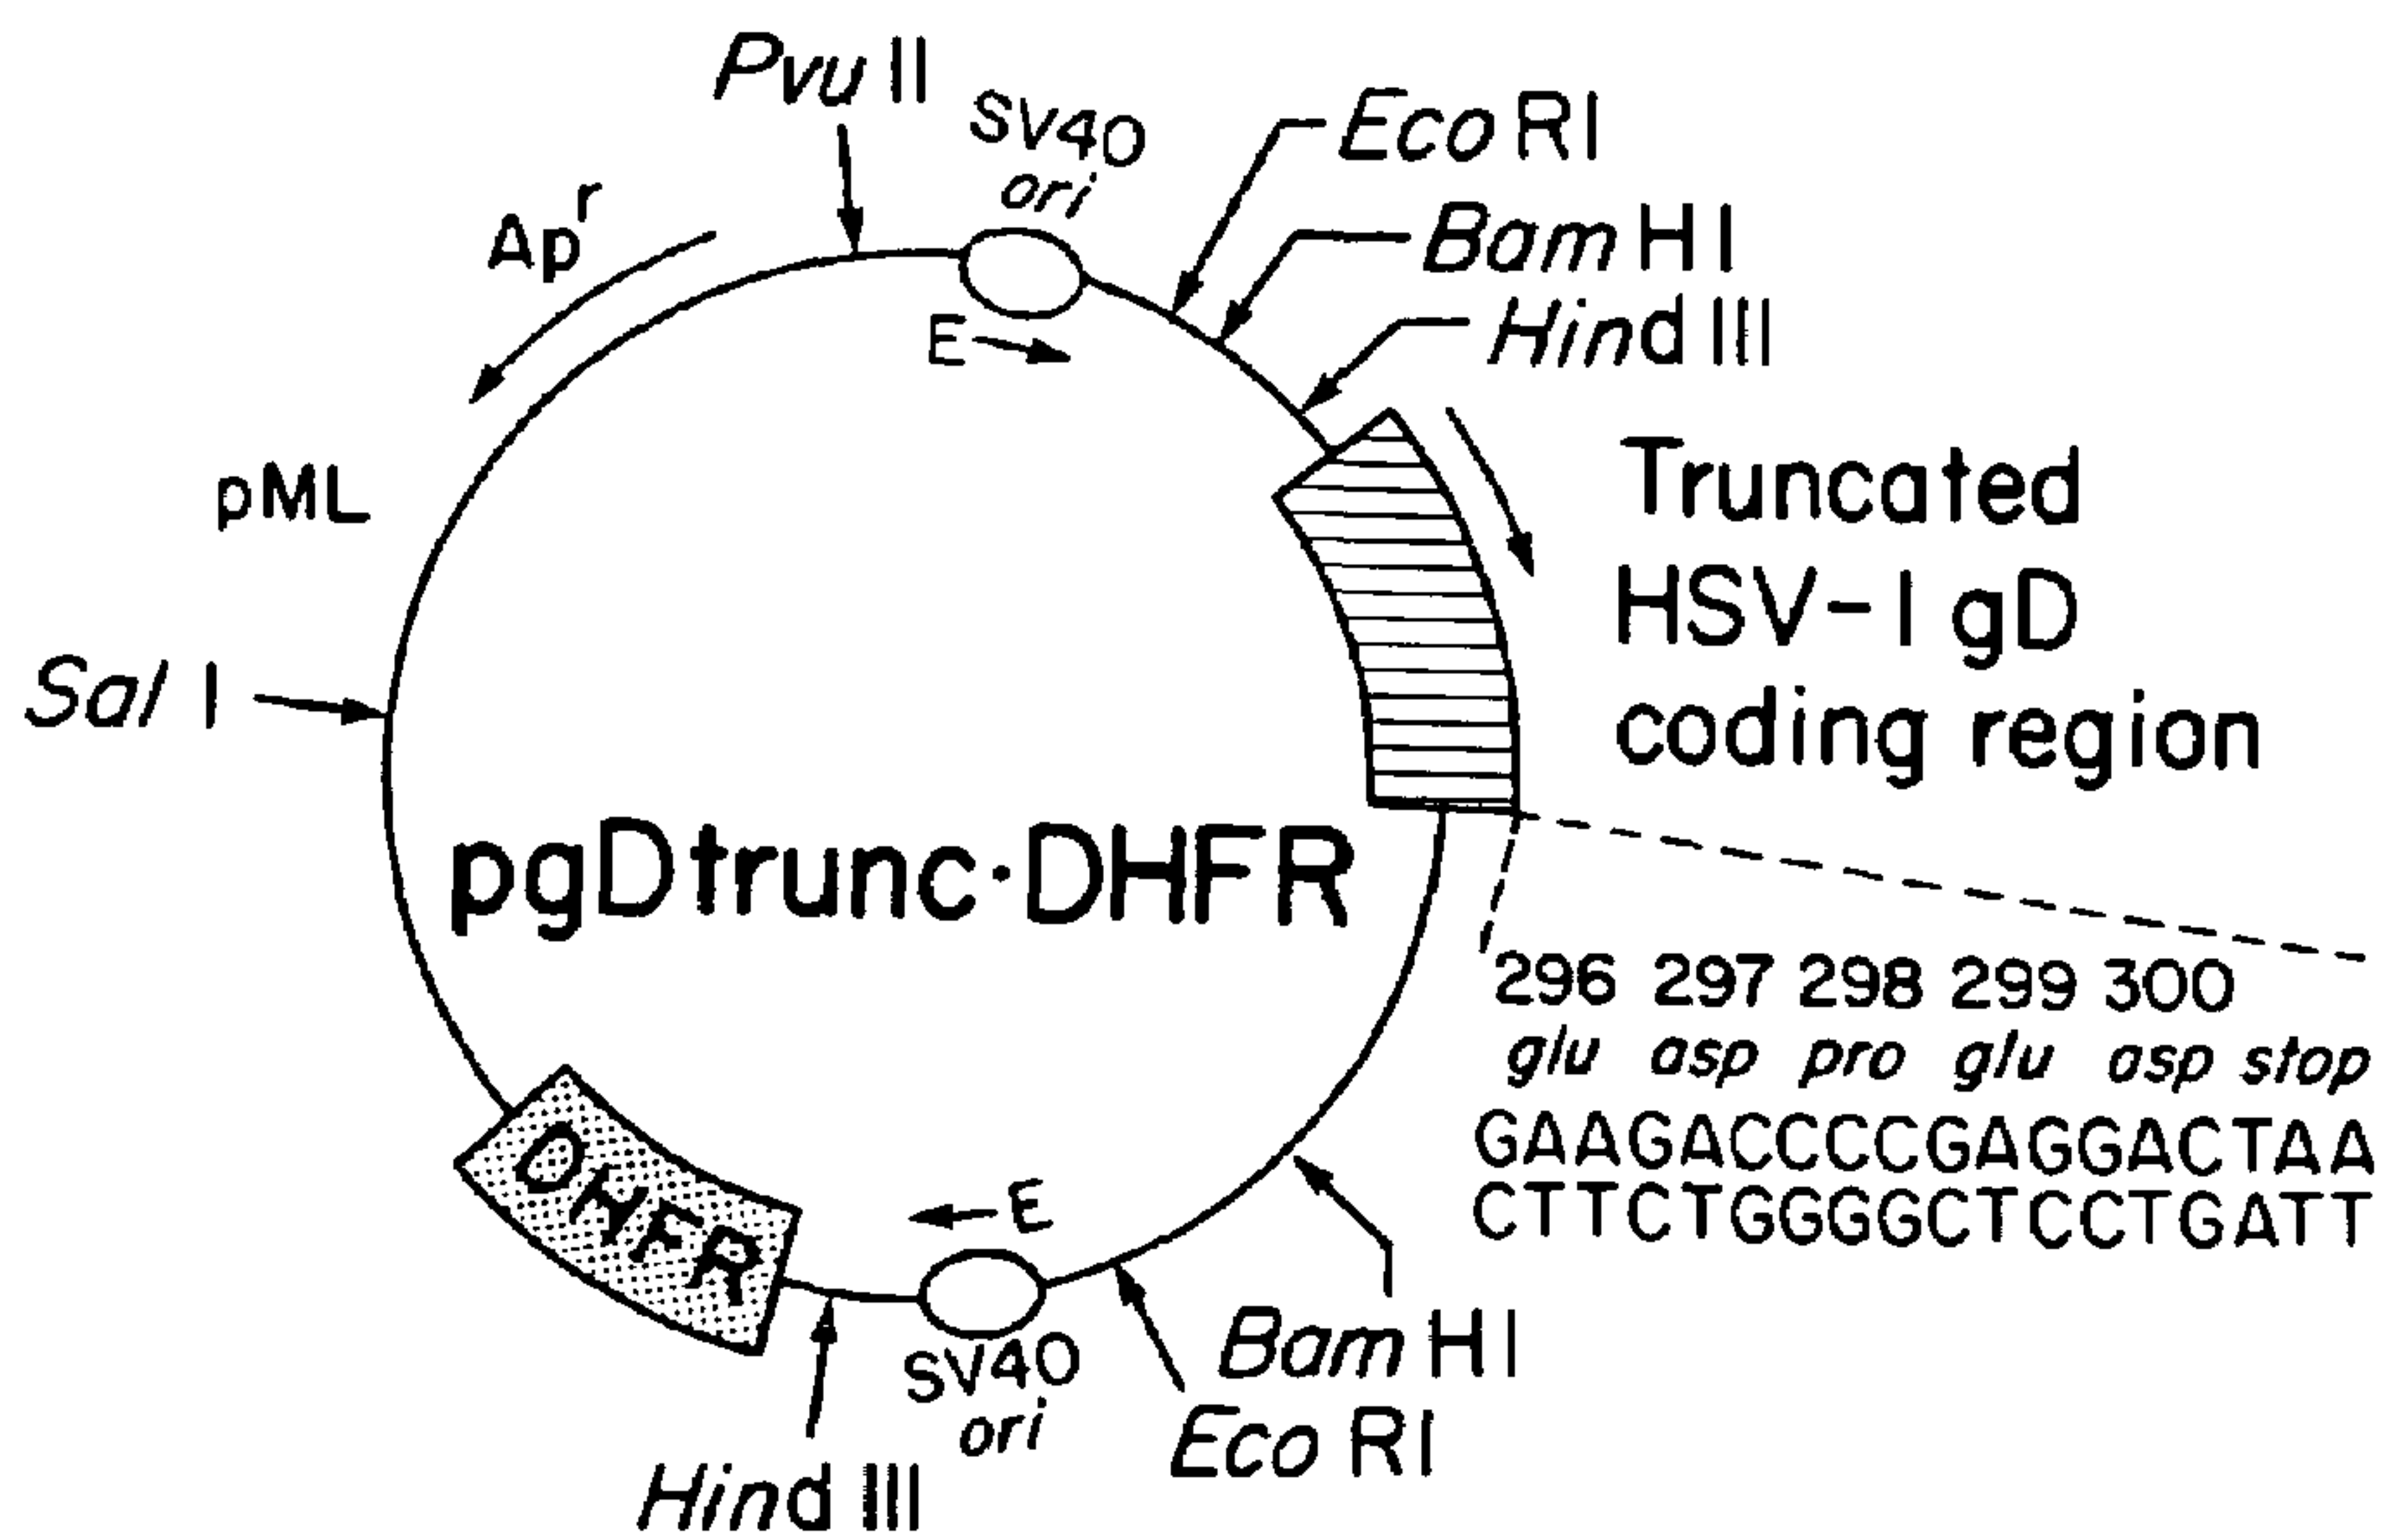 Pvu II
SV40
ori
Eco RI
Bam HI
Hind III
Apr
E
pML
Truncated
HSV-I gD
coding region
Sal I
pgDtrunc·DHFR
296 297 298 299 300
glu asp pro glu asp stop
GAAGACCCCGAGGACTAA
CTTCTGGGGCTCCTGATT
DHFR
E
SV40
ori
Bam HI
Eco RI
Hind III